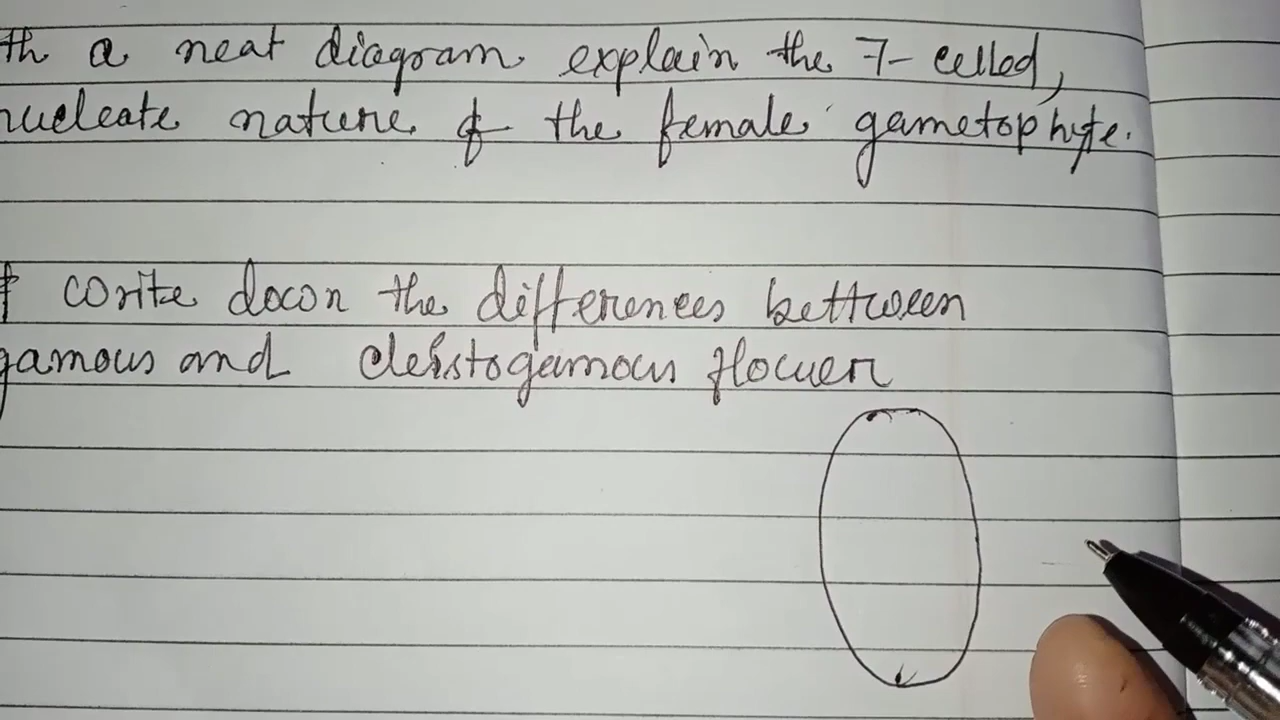 th a neat diagram explain the 7- celled,
nucleate nature of the female gametophyte.
f write down the differences bettween
gamous and cleistogamous flower